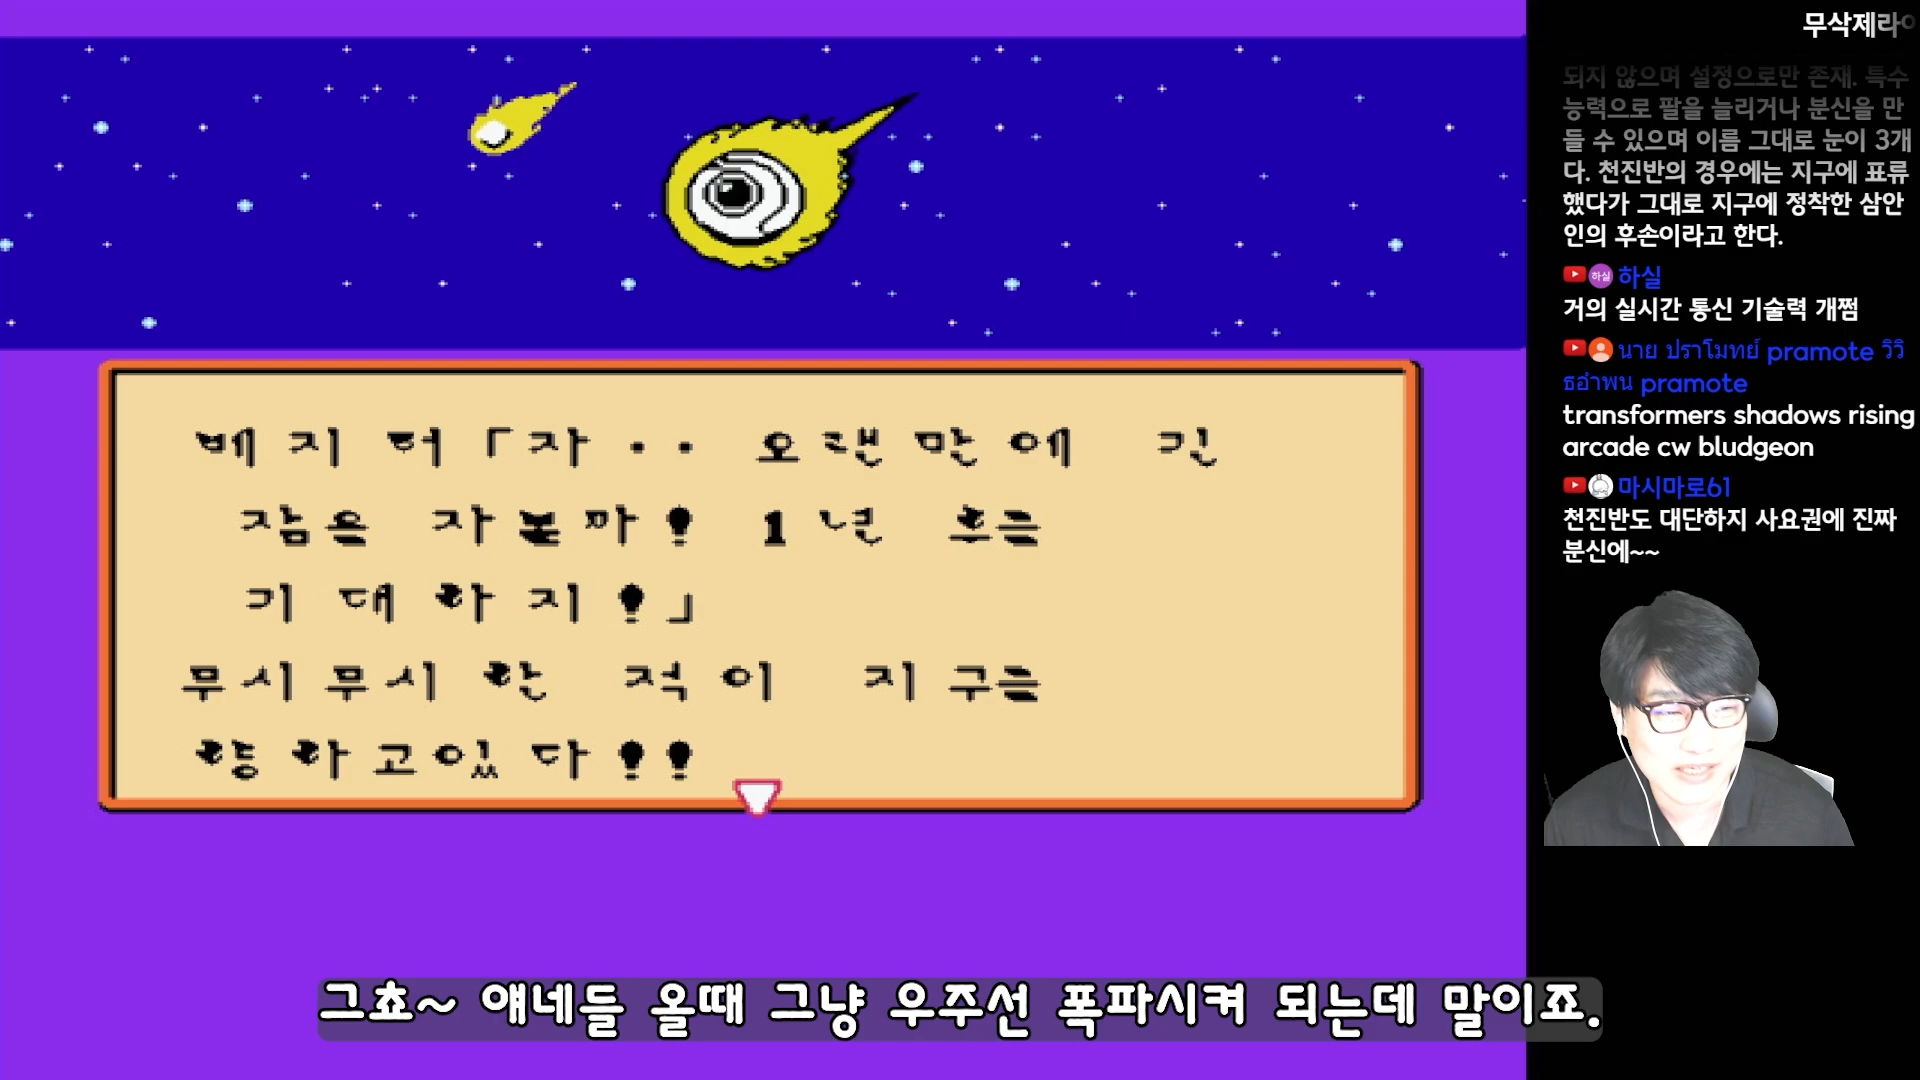 베지터「자‥ 오랜만에 긴
잠을 자볼까! 1년 후를
기대하지!」
무시무시한 적이 지구를
향하고있다!!
그쵸~ 얘네들 올때 그냥 우주선 폭파시켜 되는데 말이죠.
무삭제라
되지 않으며 설정으로만 존재. 특수
능력으로 팔을 늘리거나 분신을 만
들 수 있으며 이름 그대로 눈이 3개
다. 천진반의 경우에는 지구에 표류
했다가 그대로 지구에 정착한 삼안
인의 후손이라고 한다.
하실 하실
거의 실시간 통신 기술력 개쩜
นาย ปราโมทย์ pramote วิวิ
ธอำพน pramote
transformers shadows rising
arcade cw bludgeon
마시마로61
천진반도 대단하지 사요권에 진짜
분신에~~